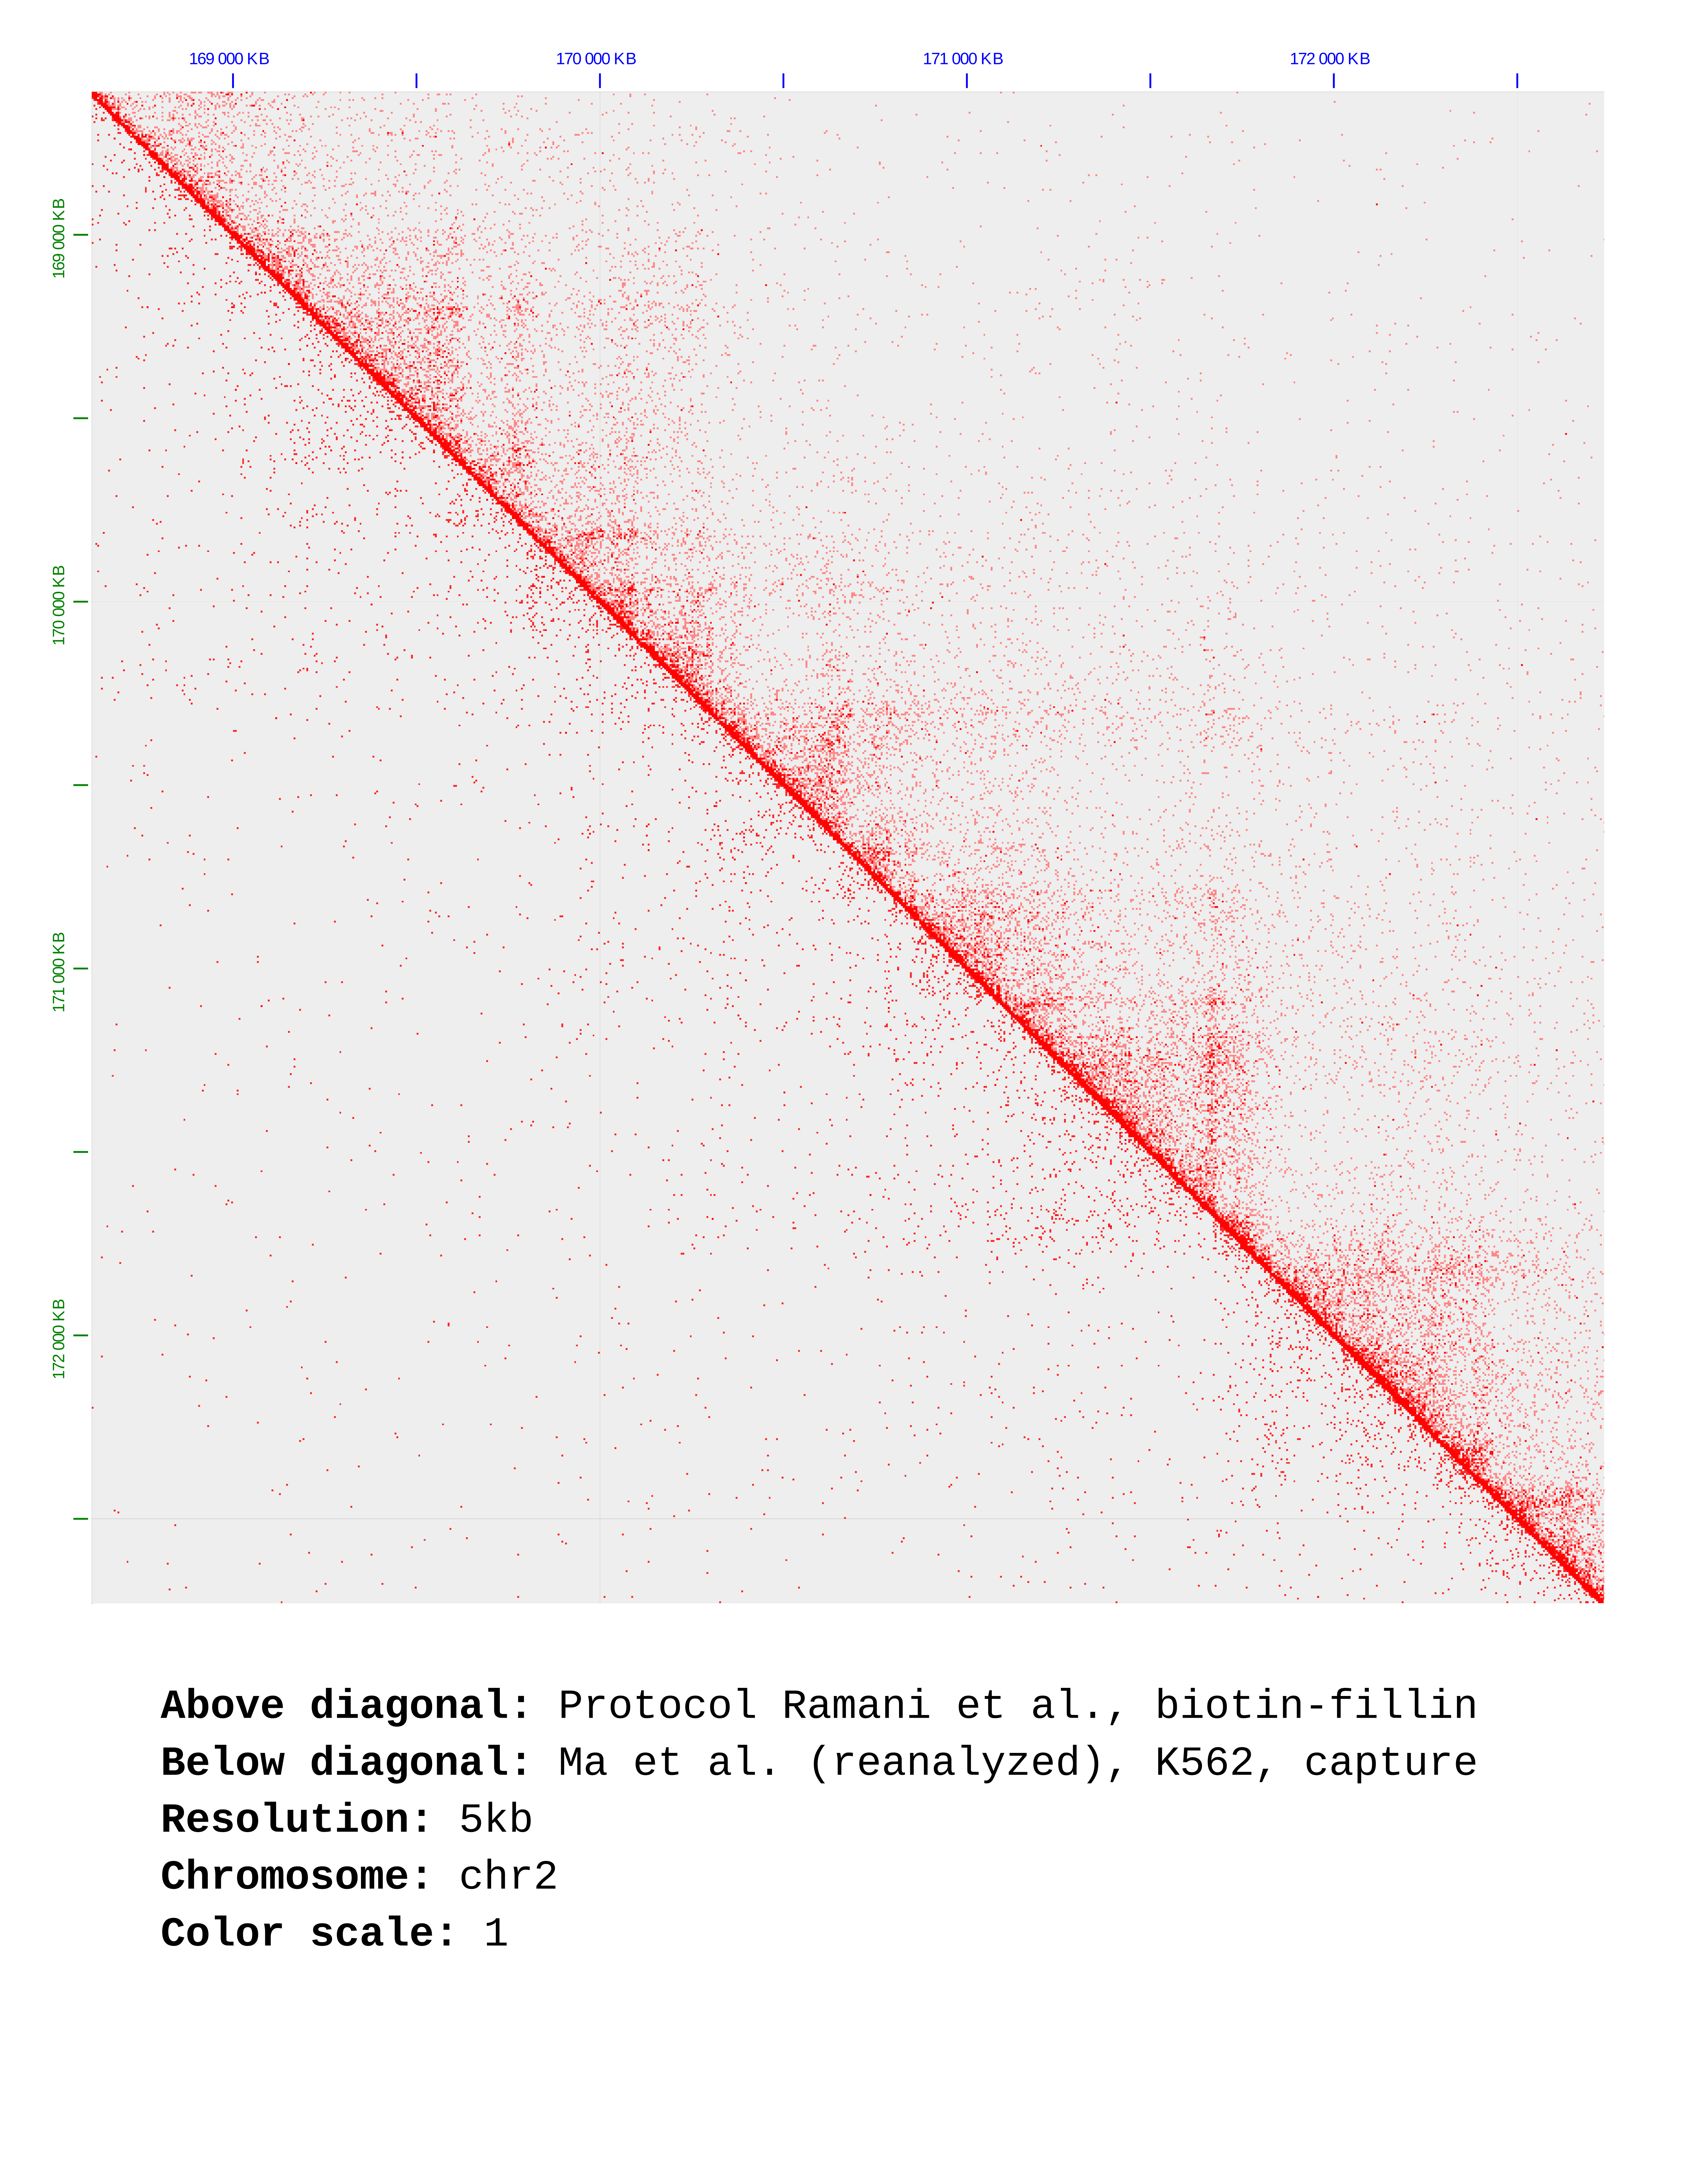 169 000 KB 170 000 KB 171 000 KB 172 000 KB
169 000 KB
170 000 KB
171 000 KB
172 000 KB
Above diagonal: Protocol Ramani et al., biotin-fillin
Below diagonal: Ma et al. (reanalyzed), K562, capture
Resolution: 5kb
Chromosome: chr2
Color scale: 1